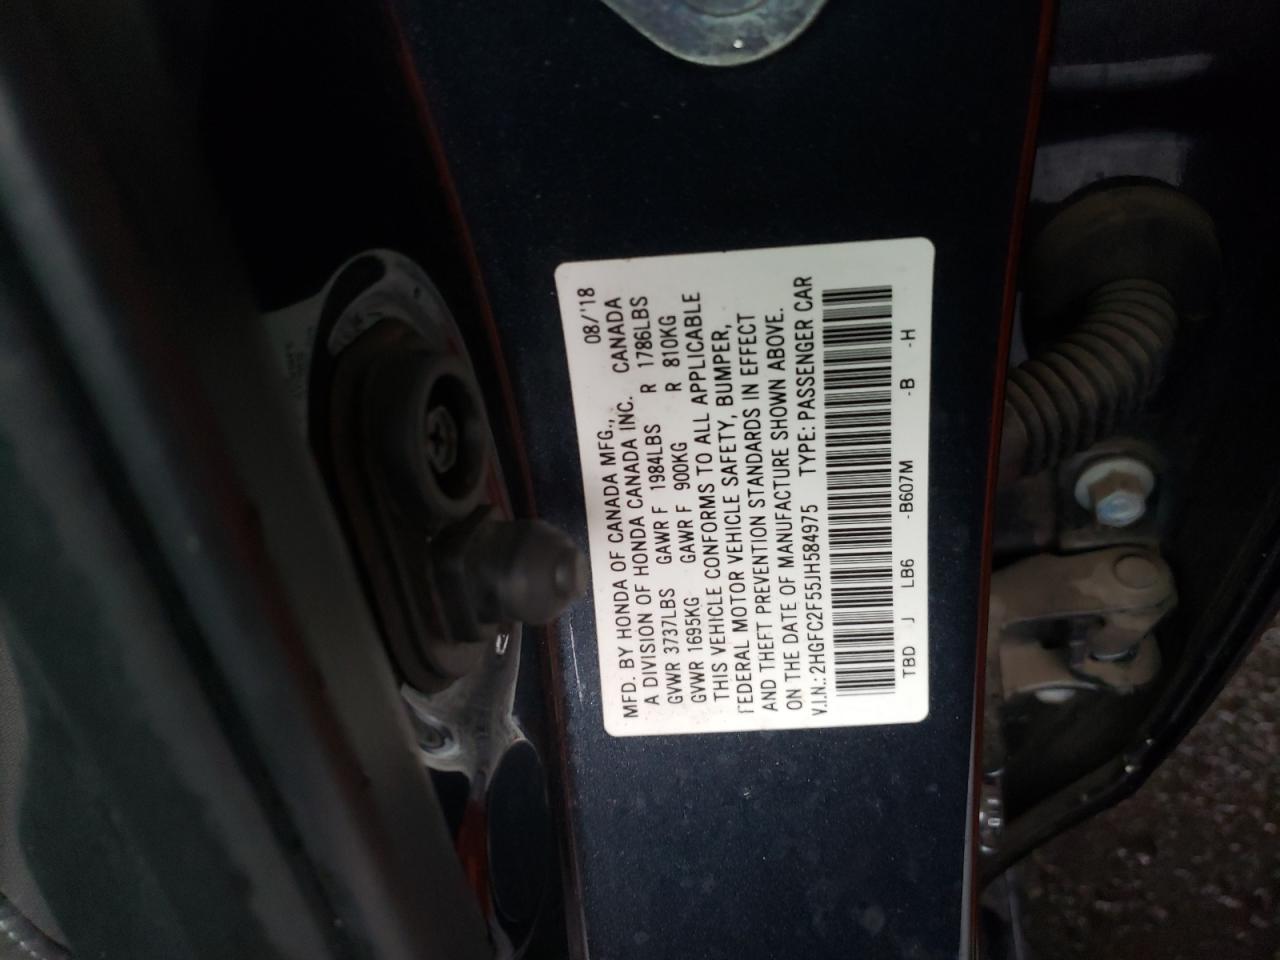 MFD. BY HONDA OF CANADA MFG., 08/'18
A DIVISION OF HONDA CANADA INC. CANADA
GVWR 3737LBS GAWR F 1984LBS R 1786LBS
GVWR 1695KG GAWR F 900KG R 810KG
THIS VEHICLE CONFORMS TO ALL APPLICABLE
FEDERAL MOTOR VEHICLE SAFETY, BUMPER,
AND THEFT PREVENTION STANDARDS IN EFFECT
ON THE DATE OF MANUFACTURE SHOWN ABOVE.
V.I.N.: 2HGFC2F55JH584975 TYPE: PASSENGER CAR
TBD J LB6 -B607M -B -H